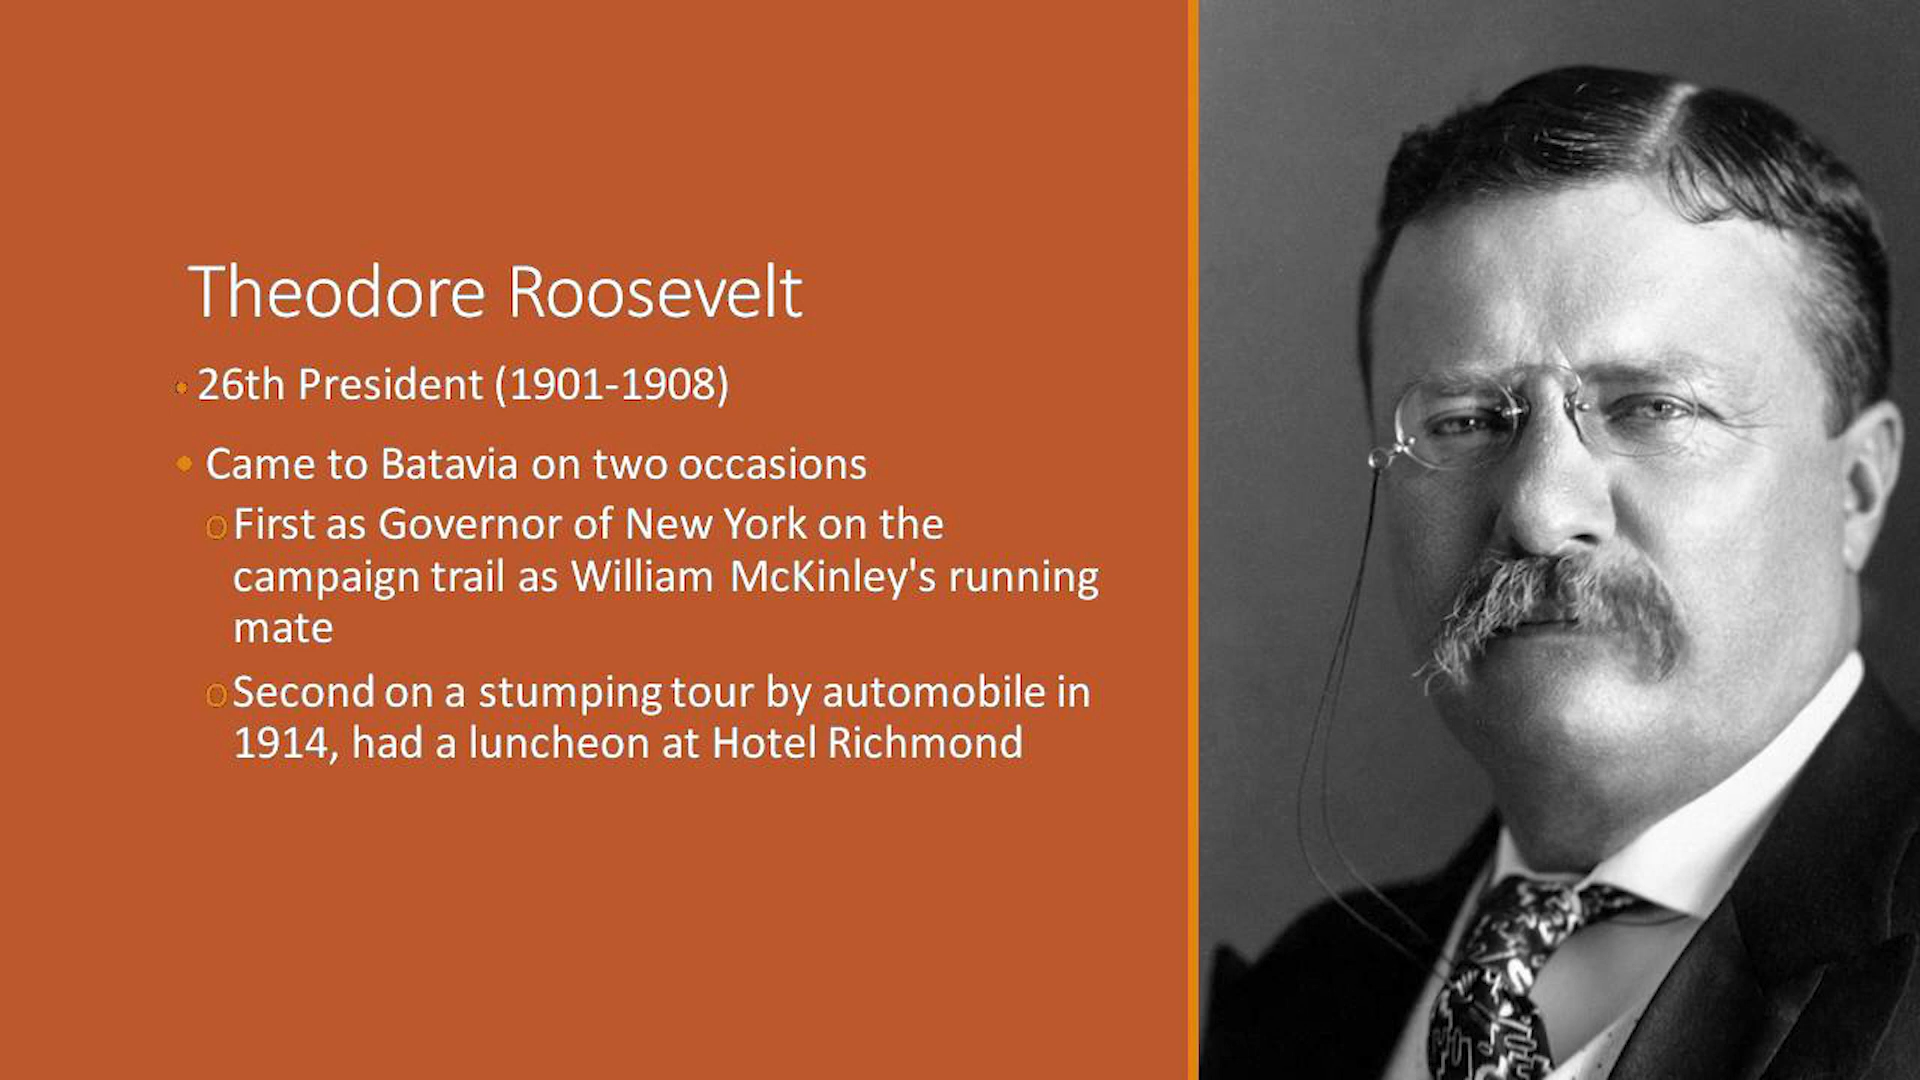 Theodore Roosevelt
• 26th President (1901-1908)
• Came to Batavia on two occasions
o First as Governor of New York on the
campaign trail as William McKinley's running
mate
o Second on a stumping tour by automobile in
1914, had a luncheon at Hotel Richmond